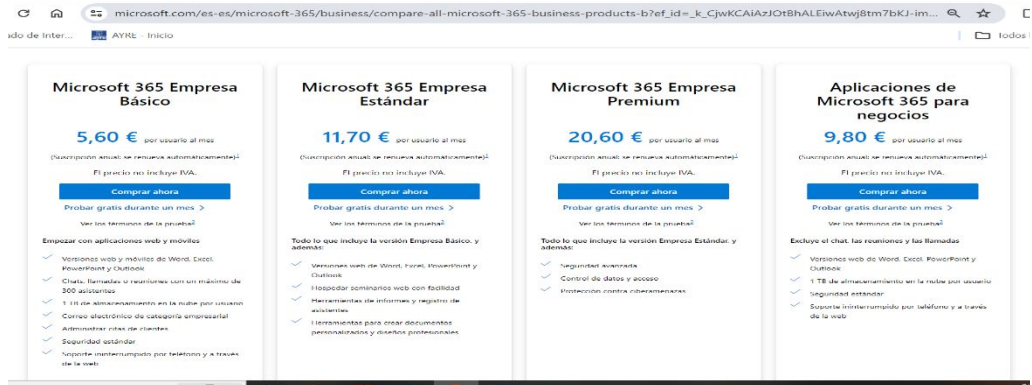 microsoft.com/es-es/microsoft-365/business/compare-all-microsoft-365-business-products-b?ef_id=_k_CjwKCAiAzJOt8hALEiwAtwj8tm7bKJ-im...
ado de Inter...
AYRE - Inicio
Todos
Microsoft 365 Empresa
Básico
5,60 € por usuario al mes
(Suscripción anual: se renueva automáticamente)1
El precio no incluye IVA.
Comprar ahora
Probar gratis durante un mes >
Ver los términos de la prueba2
Empezar con aplicaciones web y móviles
Versiones web y móviles de Word, Excel,
PowerPoint y Outlook
Chats, llamadas o reuniones con un máximo de
300 asistentes
1 TB de almacenamiento en la nube por usuario
Correo electrónico de categoría empresarial
Administrar citas de clientes
Seguridad estándar
Soporte ininterrumpido por teléfono y a través
de la web
Microsoft 365 Empresa
Estándar
11,70 € por usuario al mes
(Suscripción anual: se renueva automáticamente)1
El precio no incluye IVA.
Comprar ahora
Probar gratis durante un mes >
Ver los términos de la prueba2
Todo lo que incluye la versión Empresa Básico, y
además:
Versiones web de Word, Excel, PowerPoint y
Outlook
Hospedar seminarios web con facilidad
Herramientas de informes y registro de
asistentes
Herramientas para crear documentos
personalizados y diseños profesionales
Microsoft 365 Empresa
Premium
20,60 € por usuario al mes
(Suscripción anual: se renueva automáticamente)1
El precio no incluye IVA.
Comprar ahora
Probar gratis durante un mes >
Ver los términos de la prueba2
Todo lo que incluye la versión Empresa Estándar, y
además:
Seguridad avanzada
Control de datos y acceso
Protección contra ciberamenazas
Aplicaciones de
Microsoft 365 para
negocios
9,80 € por usuario al mes
(Suscripción anual: se renueva automáticamente)1
El precio no incluye IVA.
Comprar ahora
Probar gratis durante un mes >
Ver los términos de la prueba2
Excluye el chat, las reuniones y las llamadas
Versiones web de Word, Excel, PowerPoint y
Outlook
1 TB de almacenamiento en la nube por usuario
Seguridad estándar
Soporte ininterrumpido por teléfono y a través
de la web